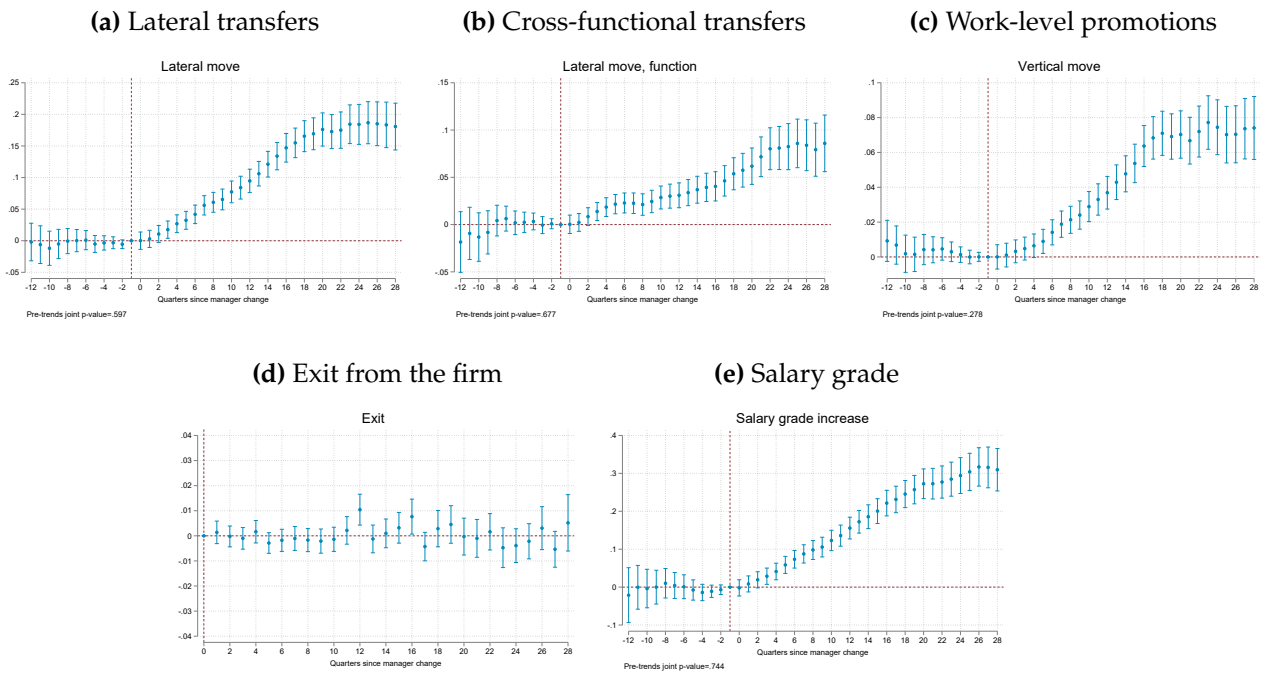 (a) Lateral transfers
Lateral move
.25
.2
.15
.1
.05
0
-.05
-12 -10 -8 -6 -4 -2 0 2 4 6 8 10 12 14 16 18 20 22 24 26 28
Quarters since manager change
Pre-trends joint p-value=.597
(b) Cross-functional transfers
Lateral move, function
.15
.1
.05
0
-.05
-12 -10 -8 -6 -4 -2 0 2 4 6 8 10 12 14 16 18 20 22 24 26 28
Quarters since manager change
Pre-trends joint p-value=.677
(c) Work-level promotions
Vertical move
.1
.08
.06
.04
.02
0
-12 -10 -8 -6 -4 -2 0 2 4 6 8 10 12 14 16 18 20 22 24 26 28
Quarters since manager change
Pre-trends joint p-value=.278
(d) Exit from the firm
Exit
.04
.03
.02
.01
0
-.01
-.02
-.03
-.04
0 2 4 6 8 10 12 14 16 18 20 22 24 26 28
Quarters since manager change
(e) Salary grade
Salary grade increase
.4
.3
.2
.1
0
-.1
-12 -10 -8 -6 -4 -2 0 2 4 6 8 10 12 14 16 18 20 22 24 26 28
Quarters since manager change
Pre-trends joint p-value=.744